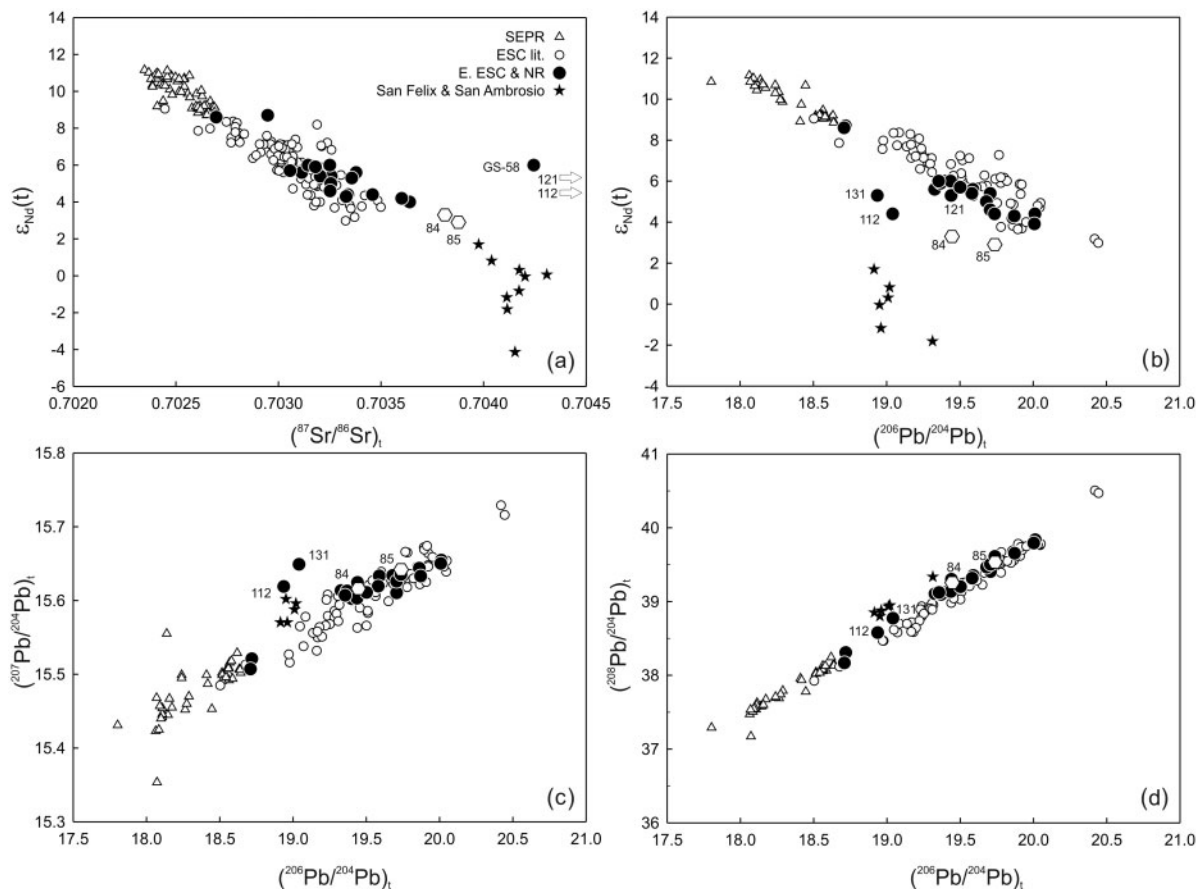 14
12
10
8
6
4
2
0
-2
-4
-6
εNd(t)
SEPR
ESC lit.
E. ESC & NR
San Felix & San Ambrosio
GS-58
121
112
84
85
(a)
0.7020 0.7025 0.7030 0.7035 0.7040 0.7045
(87Sr/86Sr)t
14
12
10
8
6
4
2
0
-2
-4
εNd(t)
131
112
121
84
85
(b)
17.5 18.0 18.5 19.0 19.5 20.0 20.5 21.0
(206Pb/204Pb)t
15.8
15.7
15.6
15.5
15.4
15.3
(207Pb/204Pb)t
131
112
84
85
(c)
17.5 18.0 18.5 19.0 19.5 20.0 20.5 21.0
(206Pb/204Pb)t
41
40
39
38
37
36
(208Pb/204Pb)t
85
84
131
112
(d)
17.5 18.0 18.5 19.0 19.5 20.0 20.5 21.0
(206Pb/204Pb)t